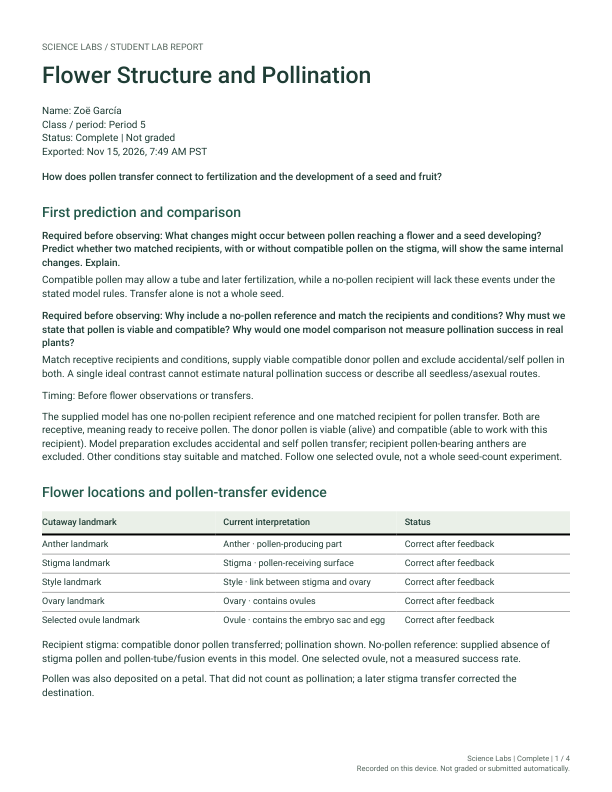 SCIENCE LABS / STUDENT LAB REPORT
Flower Structure and Pollination
Name: Zoë García
Class / period: Period 5
Status: Complete | Not graded
Exported: Nov 15, 2026, 7:49 AM PST
How does pollen transfer connect to fertilization and the development of a seed and fruit?
First prediction and comparison
Required before observing: What changes might occur between pollen reaching a flower and a seed developing?
Predict whether two matched recipients, with or without compatible pollen on the stigma, will show the same internal
changes. Explain.
Compatible pollen may allow a tube and later fertilization, while a no-pollen recipient will lack these events under the
stated model rules. Transfer alone is not a whole seed.
Required before observing: Why include a no-pollen reference and match the recipients and conditions? Why must we
state that pollen is viable and compatible? Why would one model comparison not measure pollination success in real
plants?
Match receptive recipients and conditions, supply viable compatible donor pollen and exclude accidental/self pollen in
both. A single ideal contrast cannot estimate natural pollination success or describe all seedless/asexual routes.
Timing: Before flower observations or transfers.
The supplied model has one no-pollen recipient reference and one matched recipient for pollen transfer. Both are
receptive, meaning ready to receive pollen. The donor pollen is viable (alive) and compatible (able to work with this
recipient). Model preparation excludes accidental and self pollen transfer; recipient pollen-bearing anthers are
excluded. Other conditions stay suitable and matched. Follow one selected ovule, not a whole seed-count experiment.
Flower locations and pollen-transfer evidence
Cutaway landmark Current interpretation Status
Anther landmark Anther · pollen-producing part Correct after feedback
Stigma landmark Stigma · pollen-receiving surface Correct after feedback
Style landmark Style · link between stigma and ovary Correct after feedback
Ovary landmark Ovary · contains ovules Correct after feedback
Selected ovule landmark Ovule · contains the embryo sac and egg Correct after feedback
Recipient stigma: compatible donor pollen transferred; pollination shown. No-pollen reference: supplied absence of
stigma pollen and pollen-tube/fusion events in this model. One selected ovule, not a measured success rate.
Pollen was also deposited on a petal. That did not count as pollination; a later stigma transfer corrected the
destination.
Science Labs | Complete | 1 / 4
Recorded on this device. Not graded or submitted automatically.